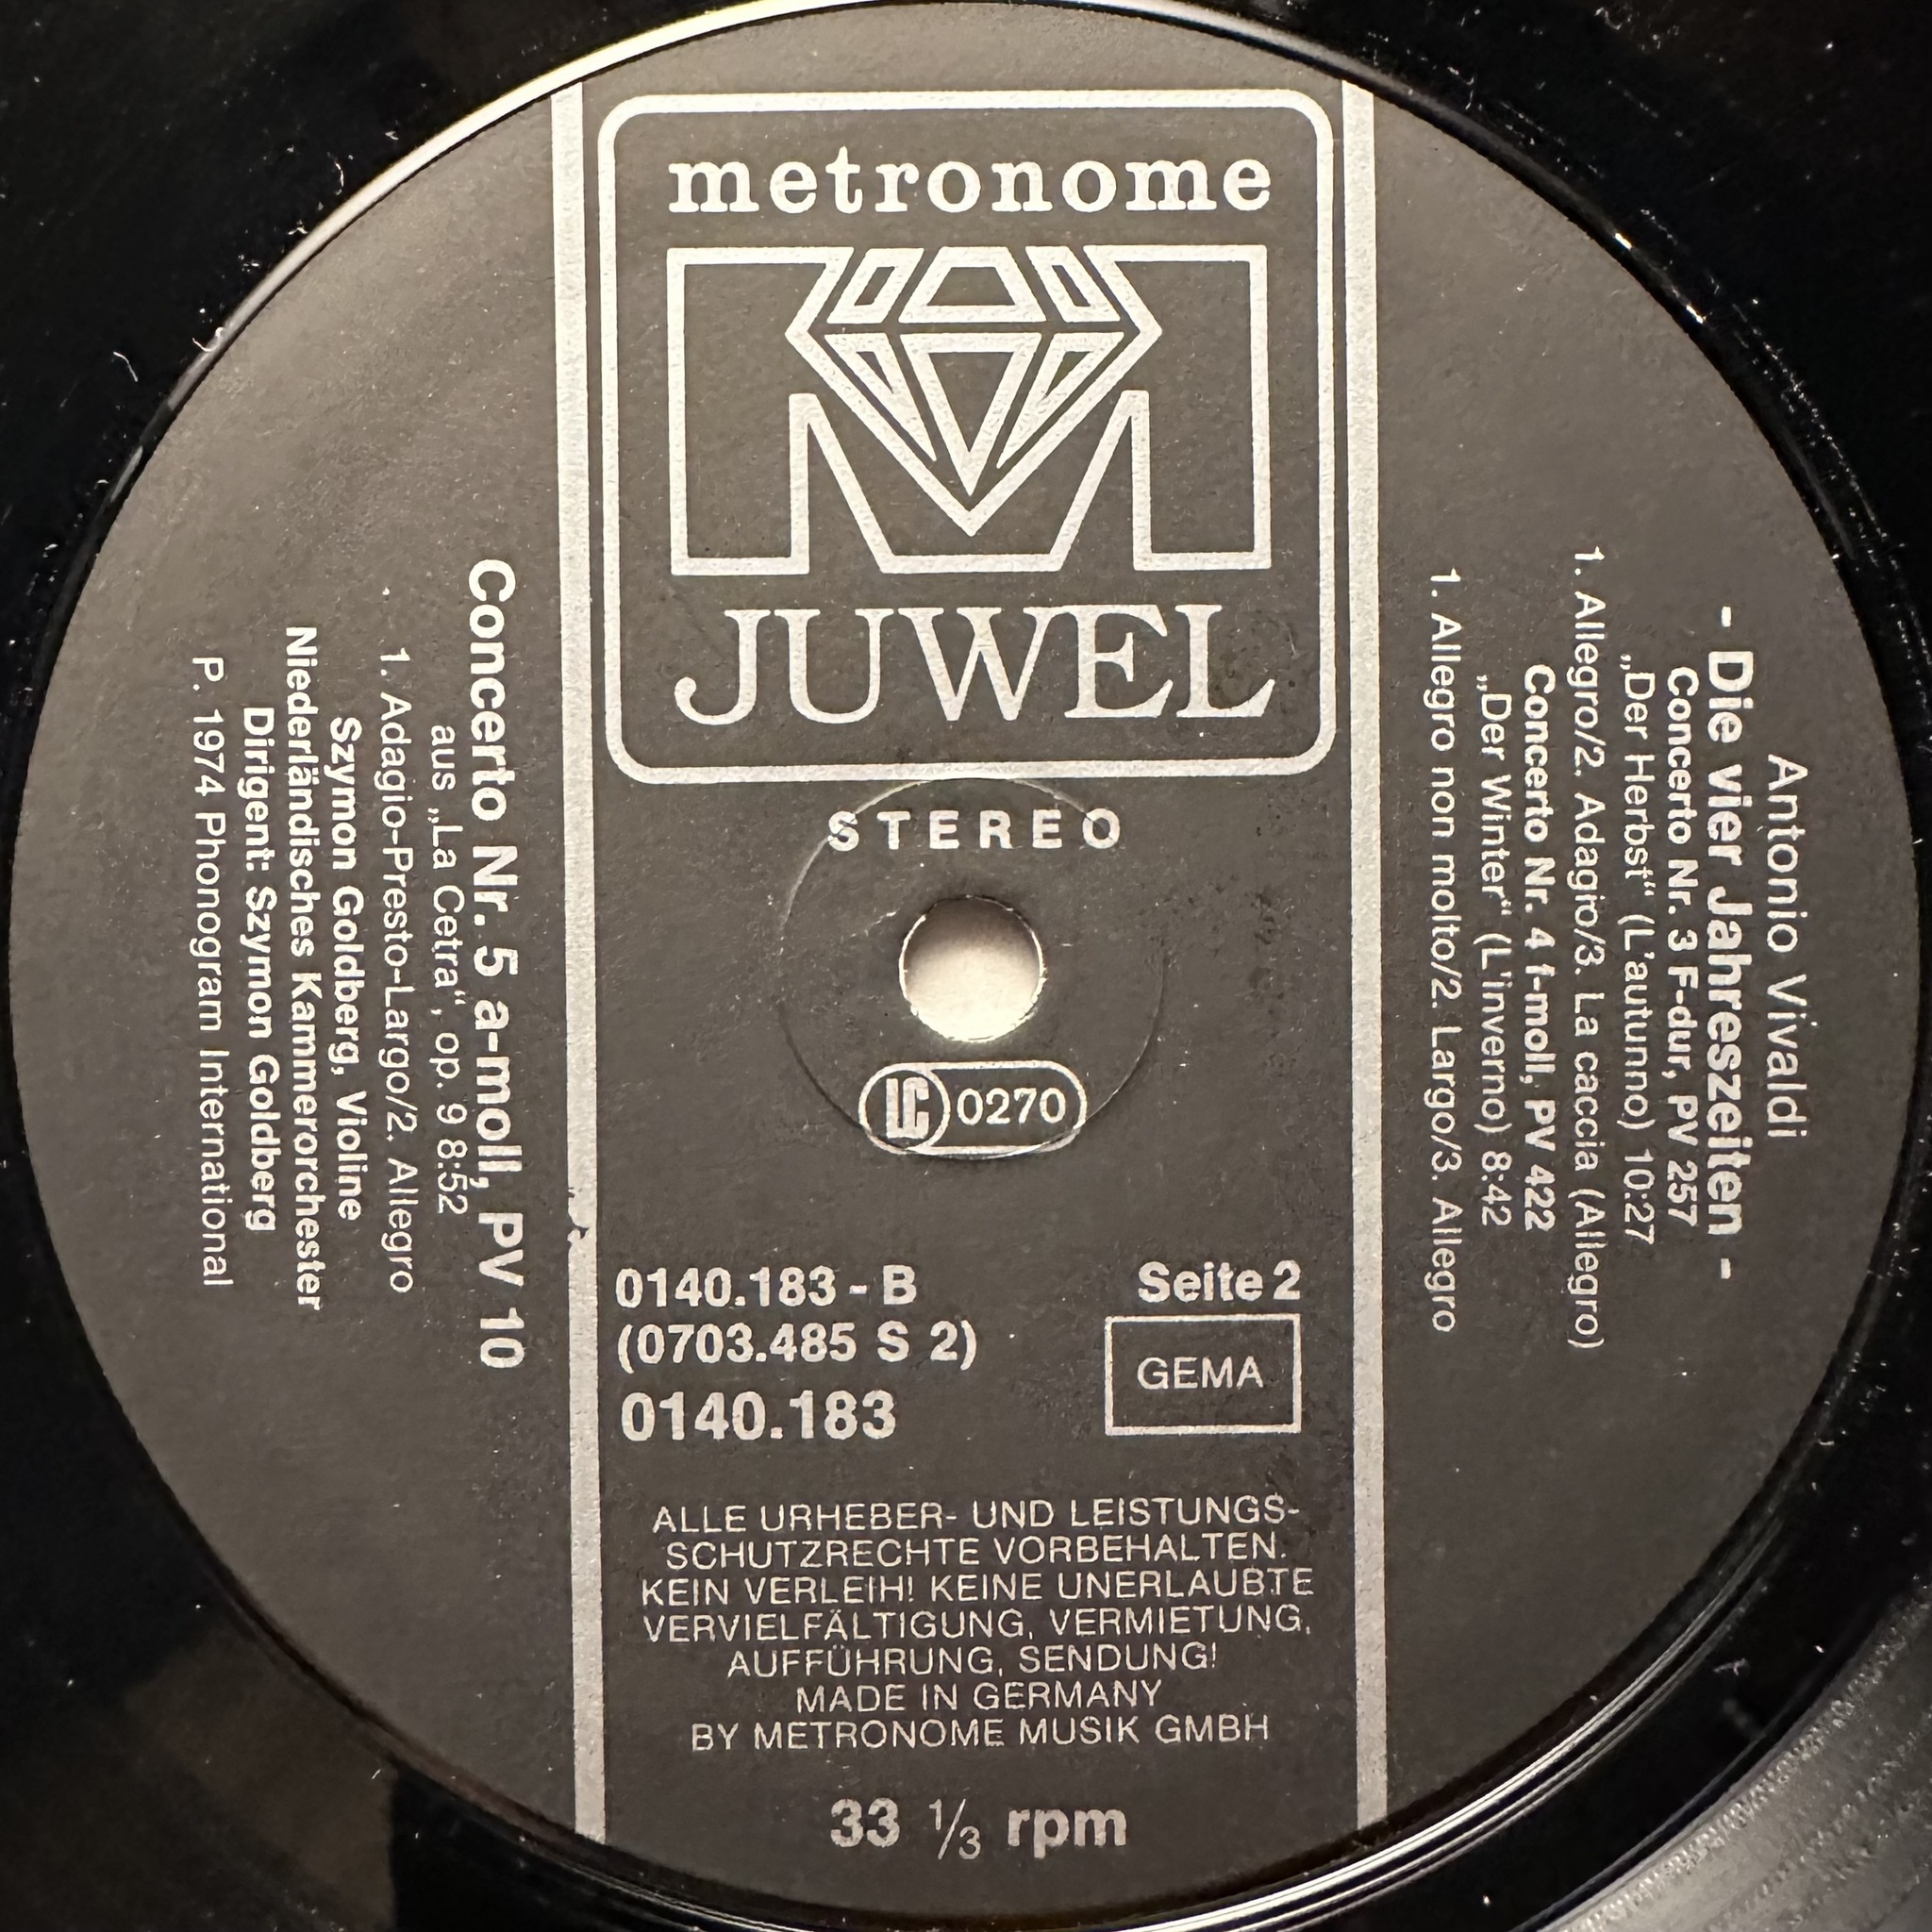 metronome
JUWEL
STEREO
LC 0270
0140.183 - B
(0703.485 S 2)
0140.183
Seite 2
GEMA
ALLE URHEBER- UND LEISTUNGS-
SCHUTZRECHTE VORBEHALTEN.
KEIN VERLEIH! KEINE UNERLAUBTE
VERVIELFÄLTIGUNG, VERMIETUNG,
AUFFÜHRUNG, SENDUNG!
MADE IN GERMANY
BY METRONOME MUSIK GMBH
33 1/3 rpm
Antonio Vivaldi
- Die vier Jahreszeiten -
Concerto Nr. 3 F-dur, PV 257
„Der Herbst“ (L'autunno) 10:27
1. Allegro/2. Adagio/3. La caccia (Allegro)
Concerto Nr. 4 f-moll, PV 422
„Der Winter“ (L'inverno) 8:42
1. Allegro non molto/2. Largo/3. Allegro
Concerto Nr. 5 a-moll, PV 10
aus „La Cetra“, op. 9 8:52
1. Adagio-Presto-Largo/2. Allegro
Szymon Goldberg, Violine
Niederländisches Kammerorchester
Dirigent: Szymon Goldberg
P. 1974 Phonogram International